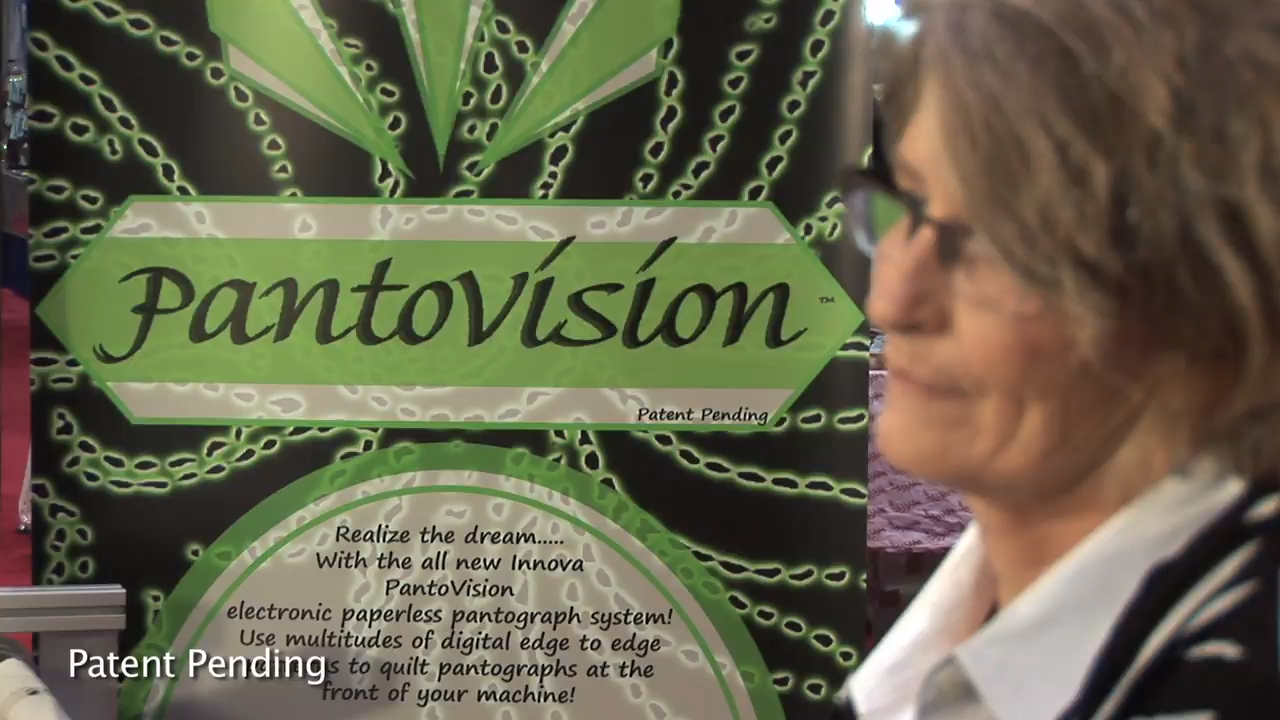 PantoVision
TM
Patent Pending
Realize the dream.....
With the all new Innova
PantoVision
electronic paperless pantograph system!
Use multitudes of digital edge to edge
s to quilt pantographs at the
front of your machine!
Patent Pending